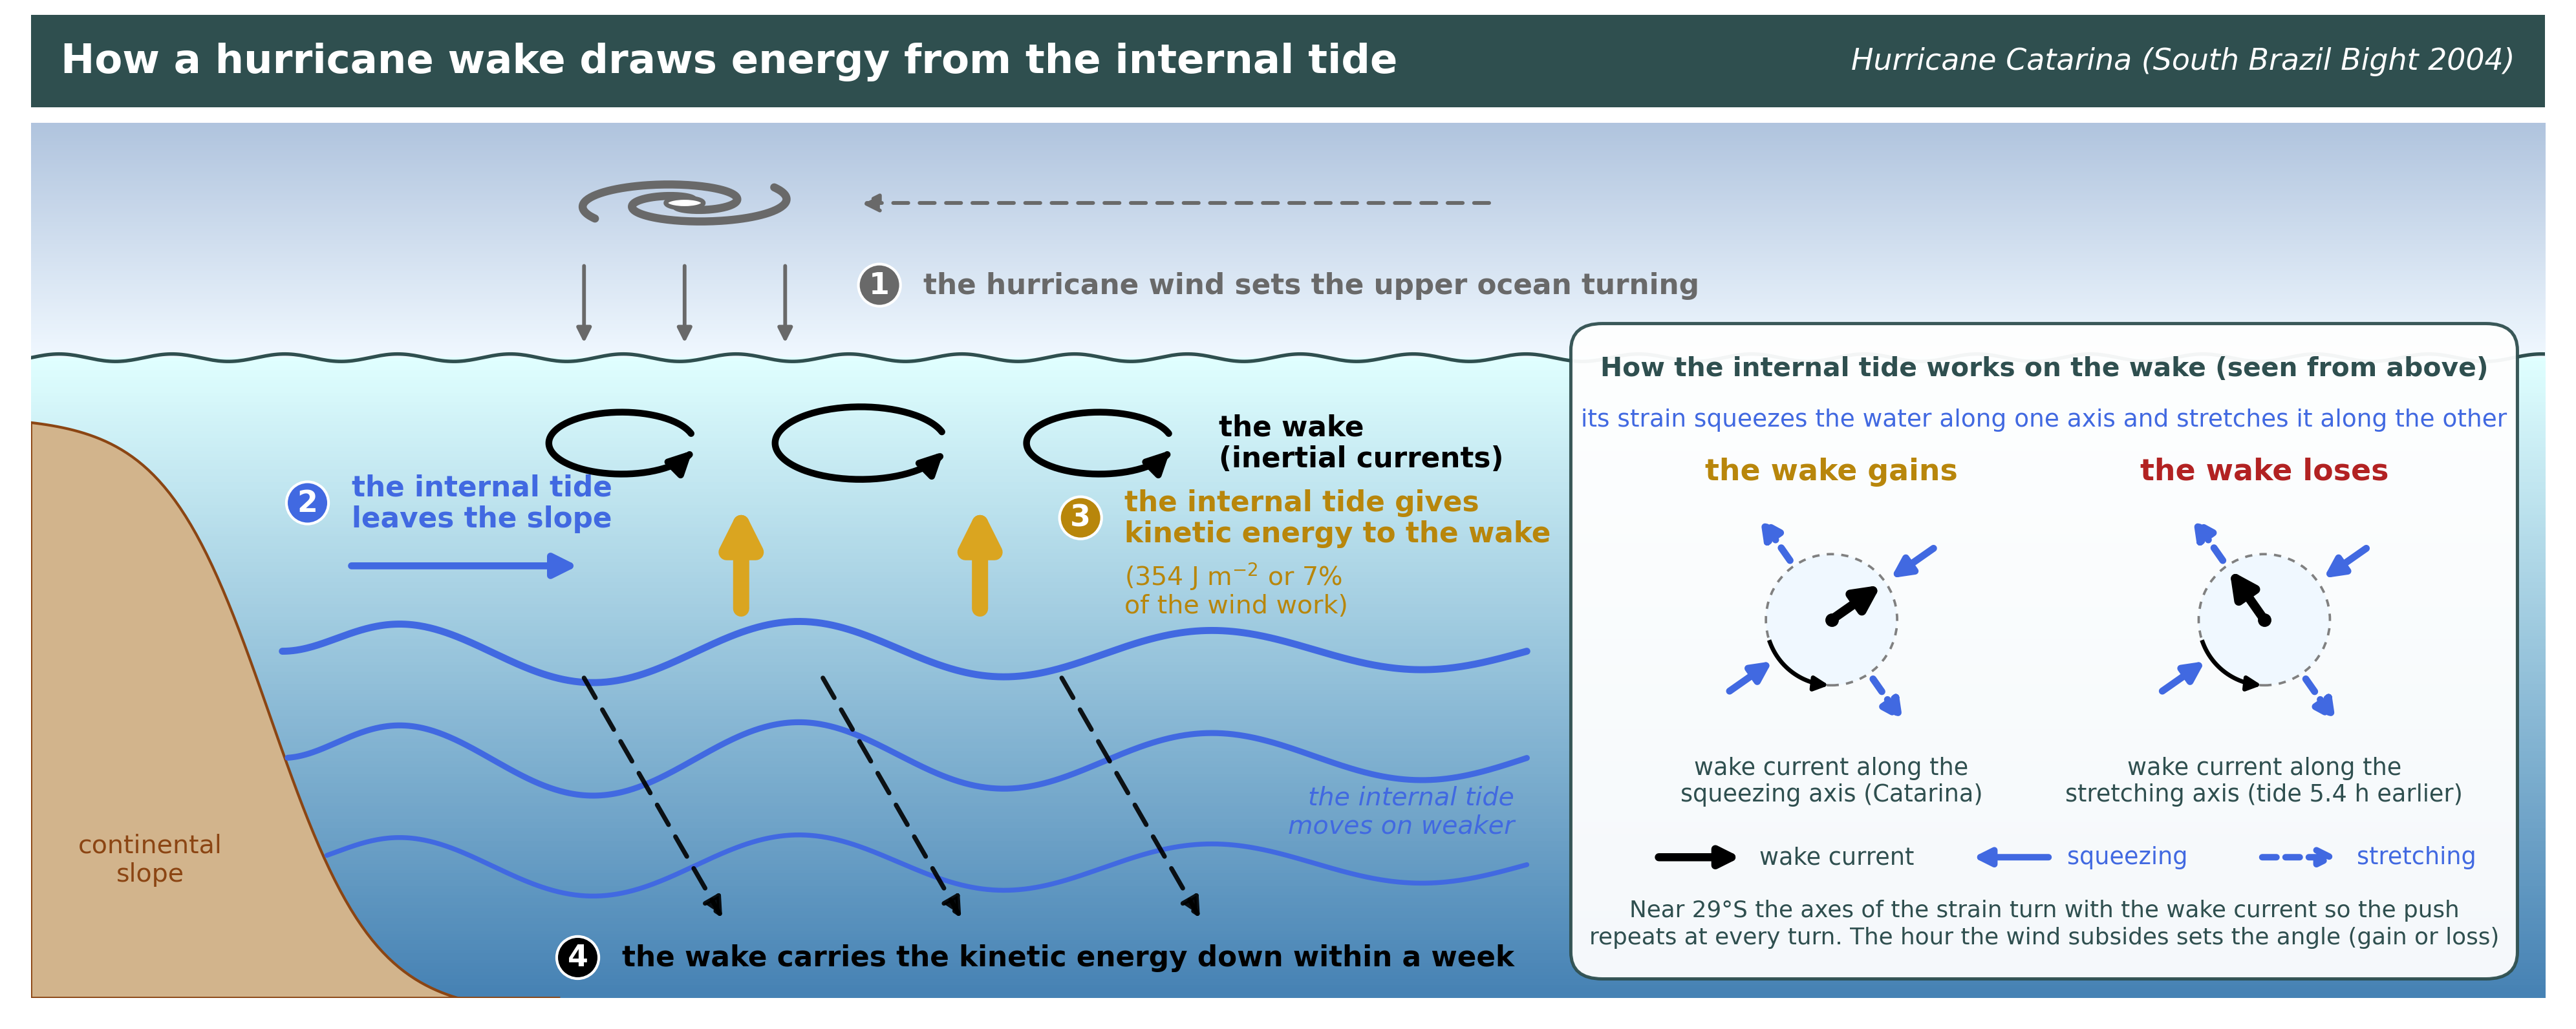 How a hurricane wake draws energy from the internal tide
Hurricane Catarina (South Brazil Bight 2004)
1 the hurricane wind sets the upper ocean turning
the wake
(inertial currents)
2 the internal tide
leaves the slope
3 the internal tide gives
kinetic energy to the wake
(354 J m⁻² or 7%
of the wind work)
the internal tide
moves on weaker
continental
slope
4 the wake carries the kinetic energy down within a week
How the internal tide works on the wake (seen from above)
its strain squeezes the water along one axis and stretches it along the other
the wake gains
the wake loses
wake current along the
squeezing axis (Catarina)
wake current along the
stretching axis (tide 5.4 h earlier)
wake current
squeezing
stretching
Near 29°S the axes of the strain turn with the wake current so the push
repeats at every turn. The hour the wind subsides sets the angle (gain or loss)